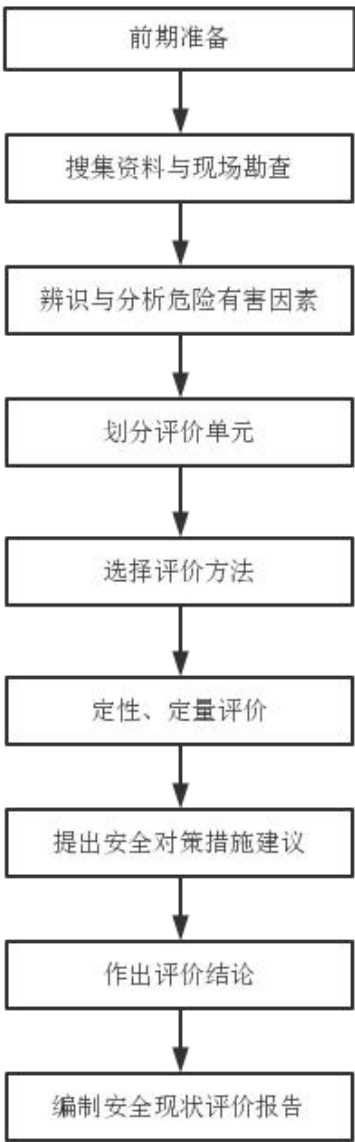 前期准备
搜集资料与现场勘查
辨识与分析危险有害因素
划分评价单元
选择评价方法
定性、定量评价
提出安全对策措施建议
作出评价结论
编制安全现状评价报告